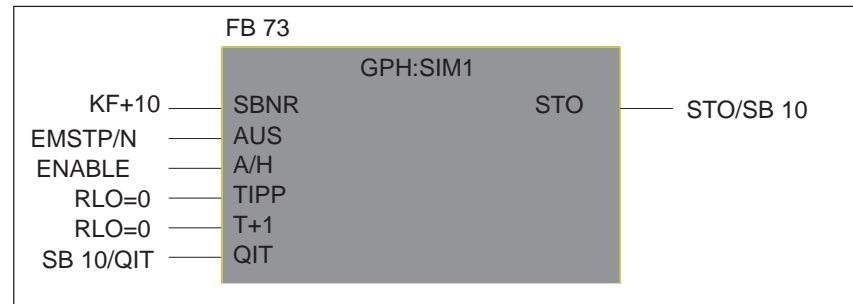 FB 73
GPH:SIM1
KF+10 SBNR STO STO/SB 10
EMSTP/N AUS
ENABLE A/H
RLO=0 TIPP
RLO=0 T+1
SB 10/QIT QIT